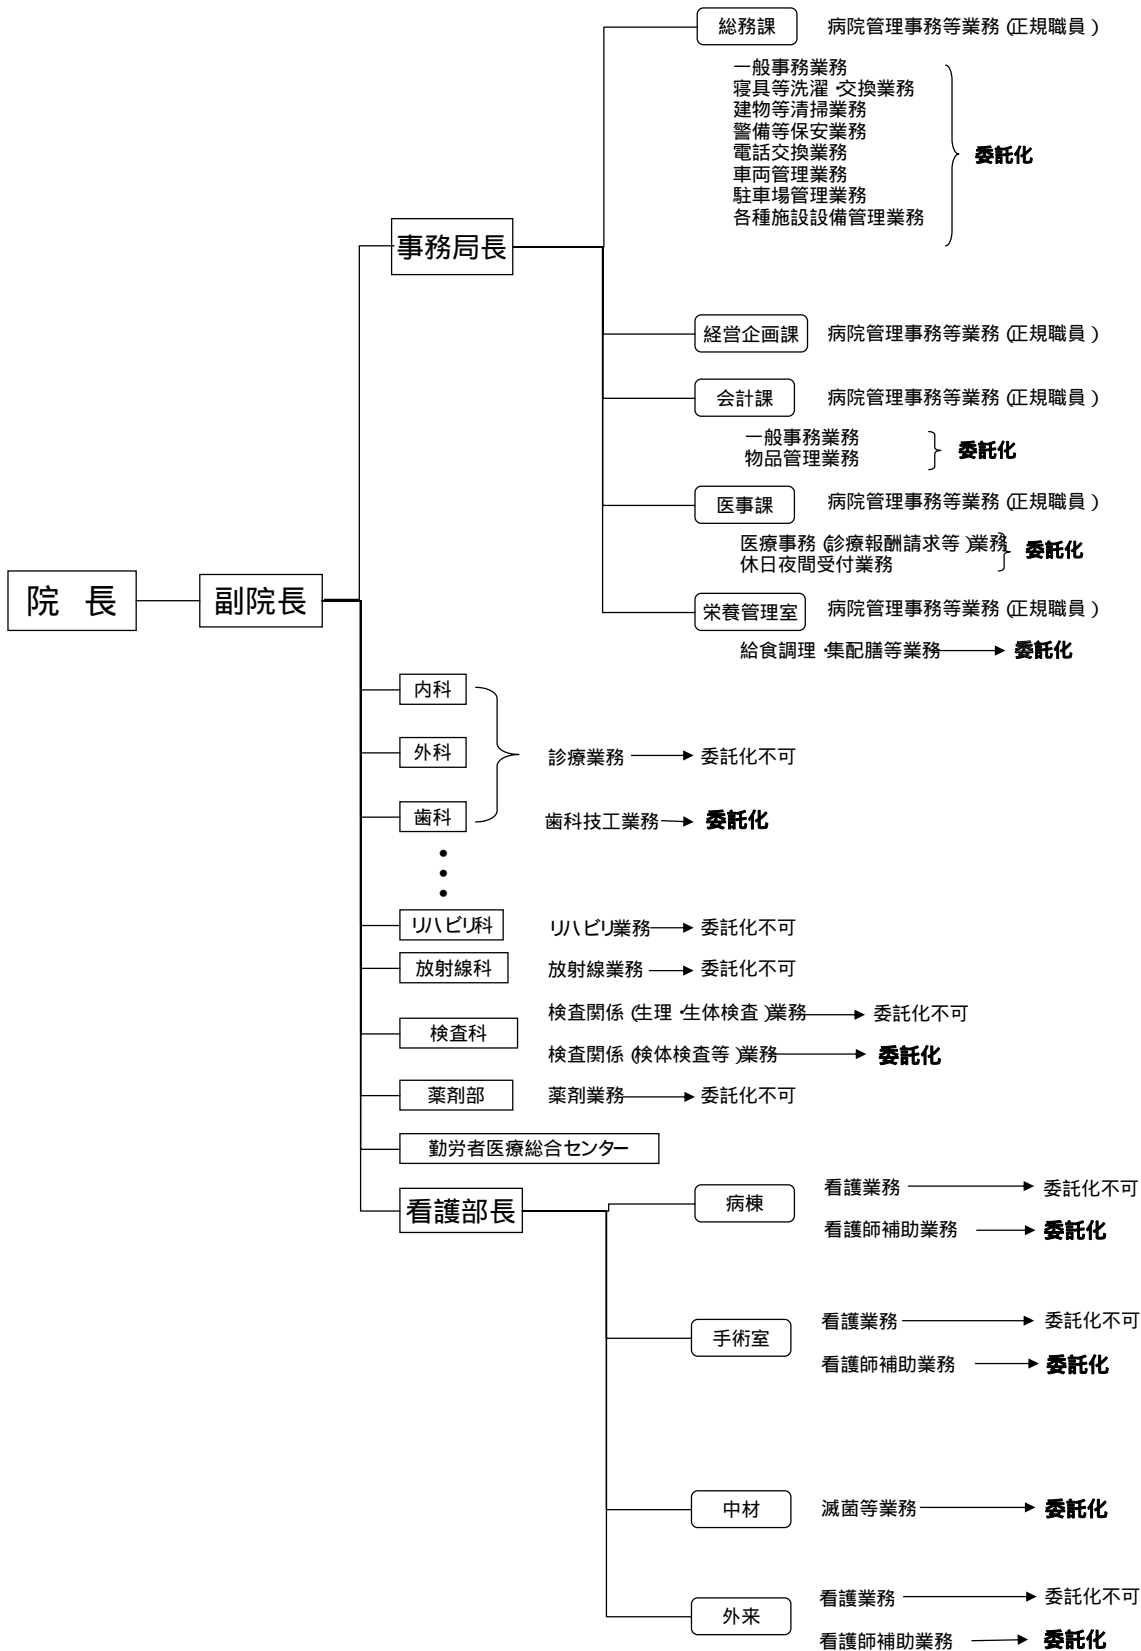 総務課　病院管理事務等業務（正規職員）
一般事務業務
寝具等洗濯・交換業務
建物等清掃業務
警備等保安業務
電話交換業務
車両管理業務
駐車場管理業務
各種施設設備管理業務
委託化
事務局長
経営企画課　病院管理事務等業務（正規職員）
会計課　病院管理事務等業務（正規職員）
一般事務業務
物品管理業務
委託化
医事課　病院管理事務等業務（正規職員）
医療事務（診療報酬請求等）業務
休日夜間受付業務
委託化
院　長
副院長
栄養管理室　病院管理事務等業務（正規職員）
給食調理・集配膳等業務　委託化
内科
外科
診療業務　委託化不可
歯科
歯科技工業務　委託化
リハビリ科　リハビリ業務　委託化不可
放射線科　放射線業務　委託化不可
検査科
検査関係（生理・生体検査）業務　委託化不可
検査関係（検体検査等）業務　委託化
薬剤部　薬剤業務　委託化不可
勤労者医療総合センター
看護部長
病棟
看護業務　委託化不可
看護師補助業務　委託化
手術室
看護業務　委託化不可
看護師補助業務　委託化
中材　滅菌等業務　委託化
外来
看護業務　委託化不可
看護師補助業務　委託化